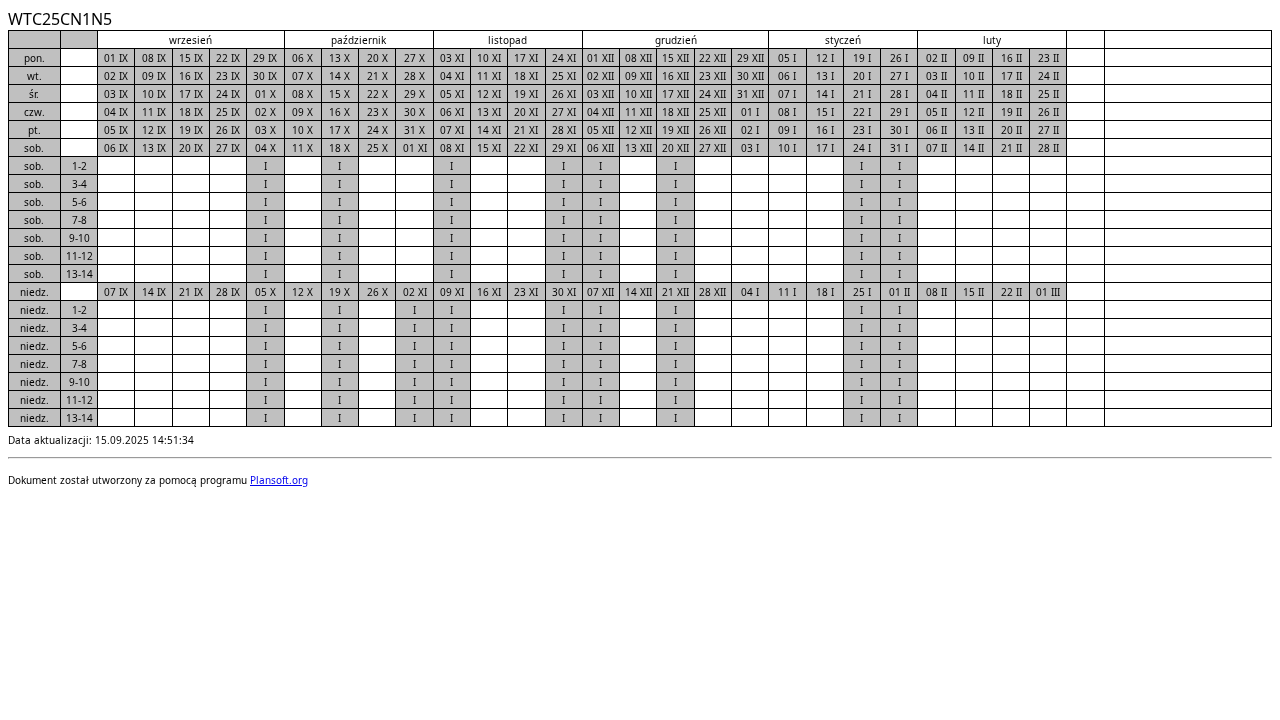 WTC25CN1N5
wrzesień październik listopad grudzień styczeń luty
pon. 01 IX 08 IX 15 IX 22 IX 29 IX 06 X 13 X 20 X 27 X 03 XI 10 XI 17 XI 24 XI 01 XII 08 XII 15 XII 22 XII 29 XII 05 I 12 I 19 I 26 I 02 II 09 II 16 II 23 II
wt. 02 IX 09 IX 16 IX 23 IX 30 IX 07 X 14 X 21 X 28 X 04 XI 11 XI 18 XI 25 XI 02 XII 09 XII 16 XII 23 XII 30 XII 06 I 13 I 20 I 27 I 03 II 10 II 17 II 24 II
śr. 03 IX 10 IX 17 IX 24 IX 01 X 08 X 15 X 22 X 29 X 05 XI 12 XI 19 XI 26 XI 03 XII 10 XII 17 XII 24 XII 31 XII 07 I 14 I 21 I 28 I 04 II 11 II 18 II 25 II
czw. 04 IX 11 IX 18 IX 25 IX 02 X 09 X 16 X 23 X 30 X 06 XI 13 XI 20 XI 27 XI 04 XII 11 XII 18 XII 25 XII 01 I 08 I 15 I 22 I 29 I 05 II 12 II 19 II 26 II
pt. 05 IX 12 IX 19 IX 26 IX 03 X 10 X 17 X 24 X 31 X 07 XI 14 XI 21 XI 28 XI 05 XII 12 XII 19 XII 26 XII 02 I 09 I 16 I 23 I 30 I 06 II 13 II 20 II 27 II
sob. 06 IX 13 IX 20 IX 27 IX 04 X 11 X 18 X 25 X 01 XI 08 XI 15 XI 22 XI 29 XI 06 XII 13 XII 20 XII 27 XII 03 I 10 I 17 I 24 I 31 I 07 II 14 II 21 II 28 II
sob. 1-2 I I I I I I I I
sob. 3-4 I I I I I I I I
sob. 5-6 I I I I I I I I
sob. 7-8 I I I I I I I I
sob. 9-10 I I I I I I I I
sob. 11-12 I I I I I I I I
sob. 13-14 I I I I I I I I
niedz. 07 IX 14 IX 21 IX 28 IX 05 X 12 X 19 X 26 X 02 XI 09 XI 16 XI 23 XI 30 XI 07 XII 14 XII 21 XII 28 XII 04 I 11 I 18 I 25 I 01 II 08 II 15 II 22 II 01 III
niedz. 1-2 I I I I I I I I I
niedz. 3-4 I I I I I I I I I
niedz. 5-6 I I I I I I I I I
niedz. 7-8 I I I I I I I I I
niedz. 9-10 I I I I I I I I I
niedz. 11-12 I I I I I I I I I
niedz. 13-14 I I I I I I I I I
Data aktualizacji: 15.09.2025 14:51:34
Dokument został utworzony za pomocą programu Plansoft.org